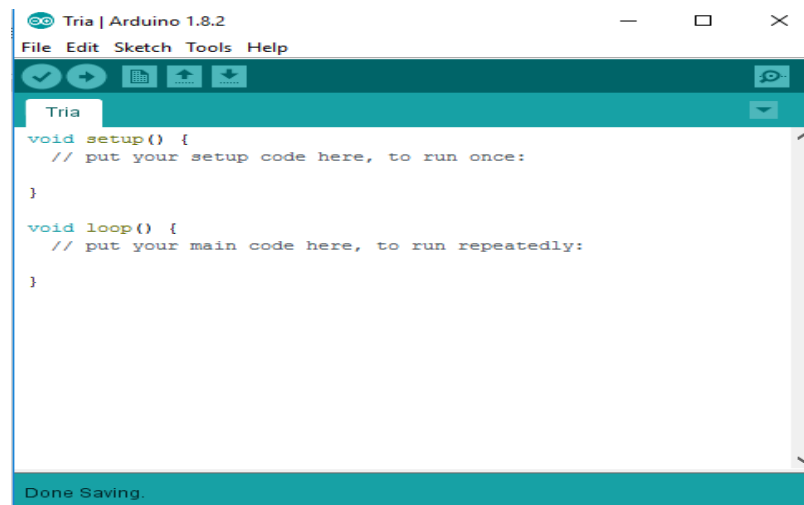 Tria | Arduino 1.8.2
File Edit Sketch Tools Help
Tria
void setup() {
  // put your setup code here, to run once:
}
void loop() {
  // put your main code here, to run repeatedly:
}
Done Saving.